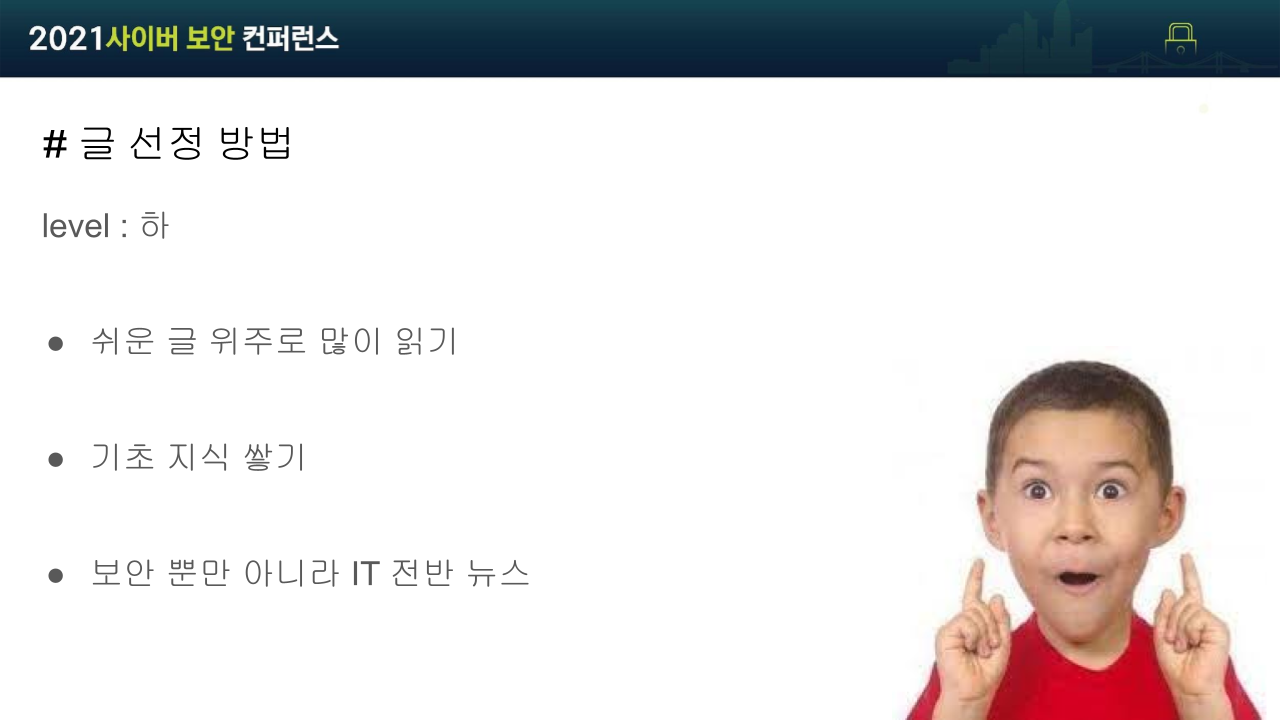 2021사이버 보안 컨퍼런스
# 글 선정 방법
level : 하
● 쉬운 글 위주로 많이 읽기
● 기초 지식 쌓기
● 보안 뿐만 아니라 IT 전반 뉴스